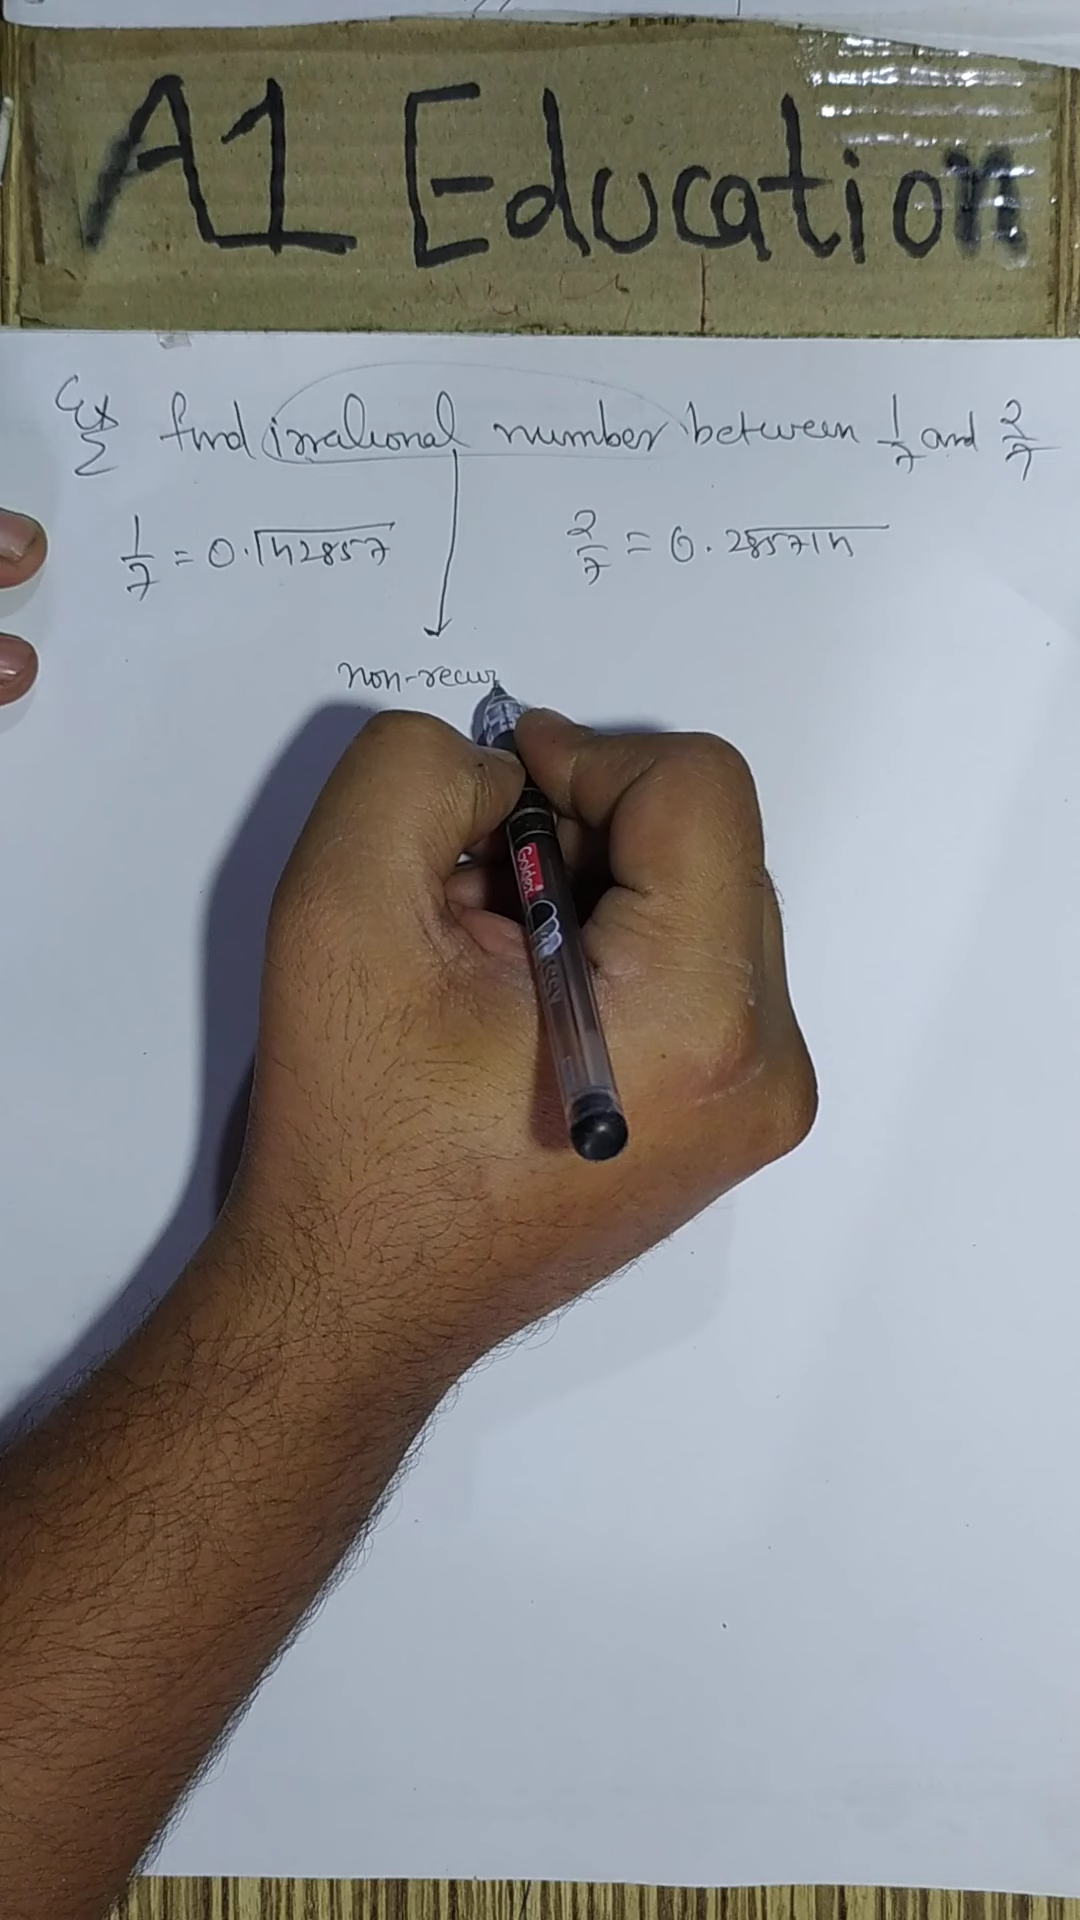 A1 Education
Ex find irrational number between 1/7 and 2/7
1/7 = 0.142857 2/7 = 0.285714
non-recur
Goldex